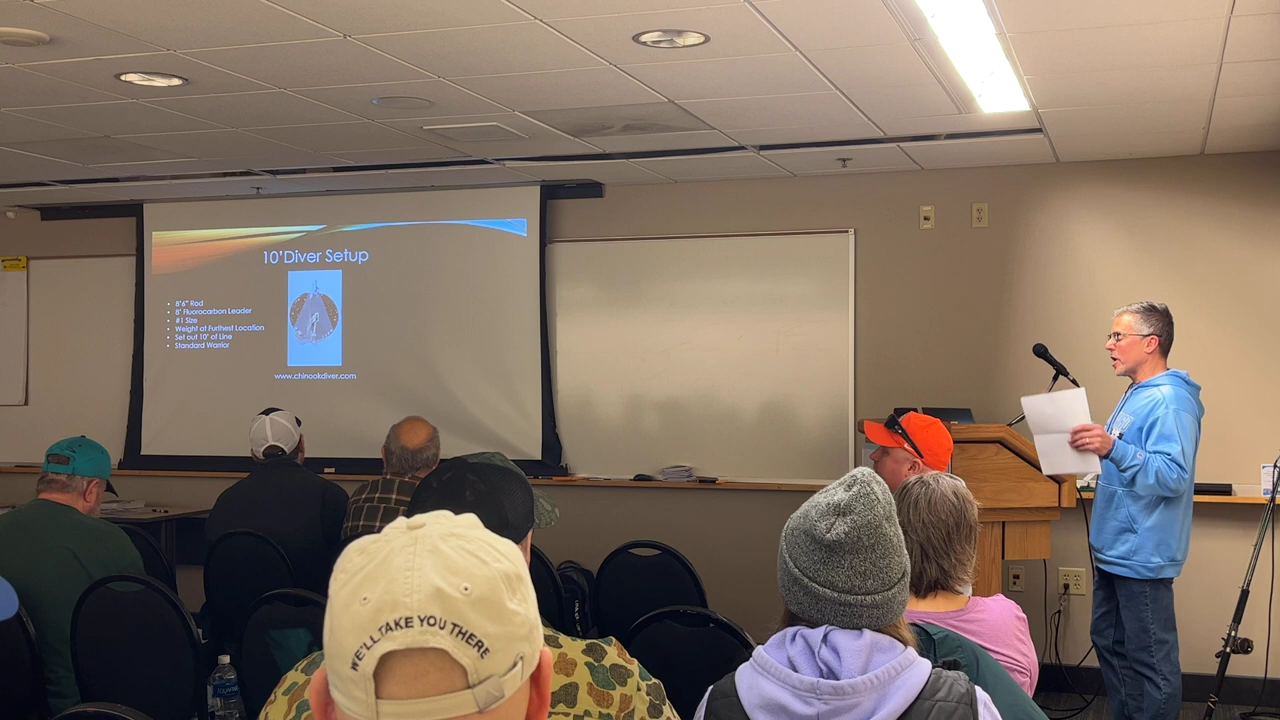 10'Diver Setup
• 8'6" Rod
• 8' Fluorocarbon Leader
• #1 Size
• Weight at Furthest Location
• Set out 10' of Line
• Standard Warrior
www.chinookdiver.com
WE'LL TAKE YOU THERE